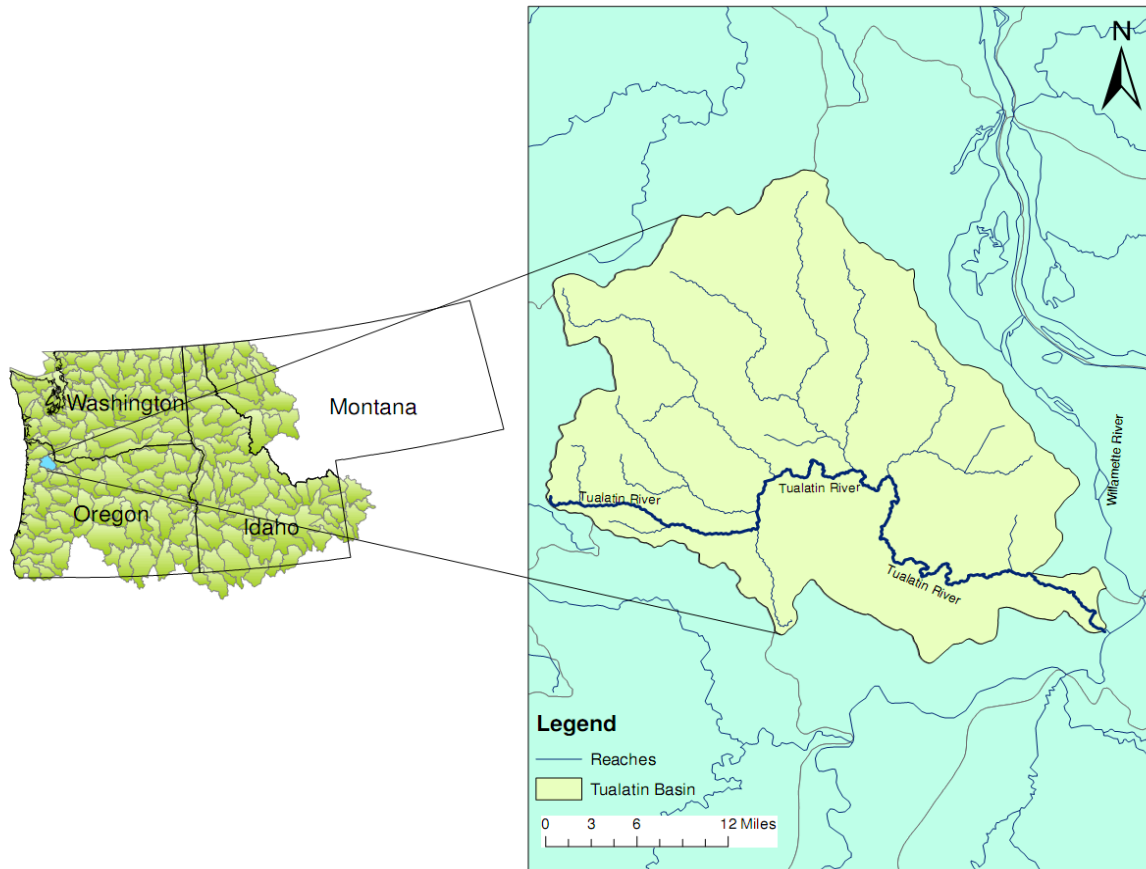 N
Washington
Montana
Oregon
Idaho
Tualatin River
Tualatin River
Tualatin River
Willamette River
Legend
Reaches
Tualatin Basin
0 3 6 12 Miles